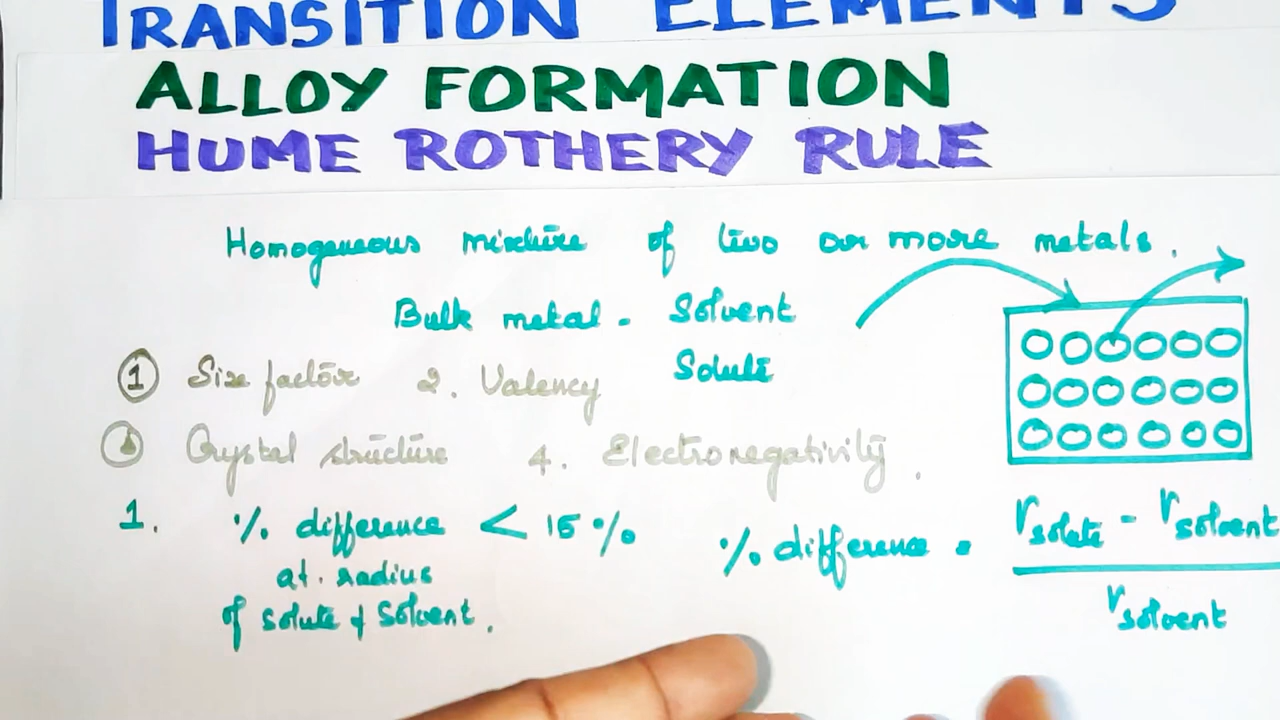 TRANSITION ELEMENTS
ALLOY FORMATION
HUME ROTHERY RULE
Homogeneous mixture of two or more metals.
Bulk metal - Solvent
Solute
1 Size factor 2. Valency
Crystal structure 4. Electronegativity.
1. % difference < 15 %
at. radius
of solute & solvent.
% difference = r solute - r solvent
r solvent